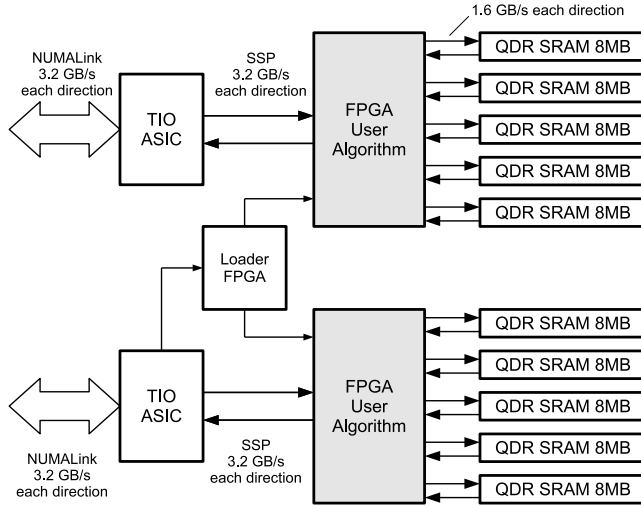 1.6 GB/s each direction
NUMALink
3.2 GB/s
each direction
TIO
ASIC
SSP
3.2 GB/s
each direction
FPGA
User
Algorithm
QDR SRAM 8MB
QDR SRAM 8MB
QDR SRAM 8MB
QDR SRAM 8MB
QDR SRAM 8MB
Loader
FPGA
TIO
ASIC
NUMALink
3.2 GB/s
each direction
SSP
3.2 GB/s
each direction
FPGA
User
Algorithm
QDR SRAM 8MB
QDR SRAM 8MB
QDR SRAM 8MB
QDR SRAM 8MB
QDR SRAM 8MB